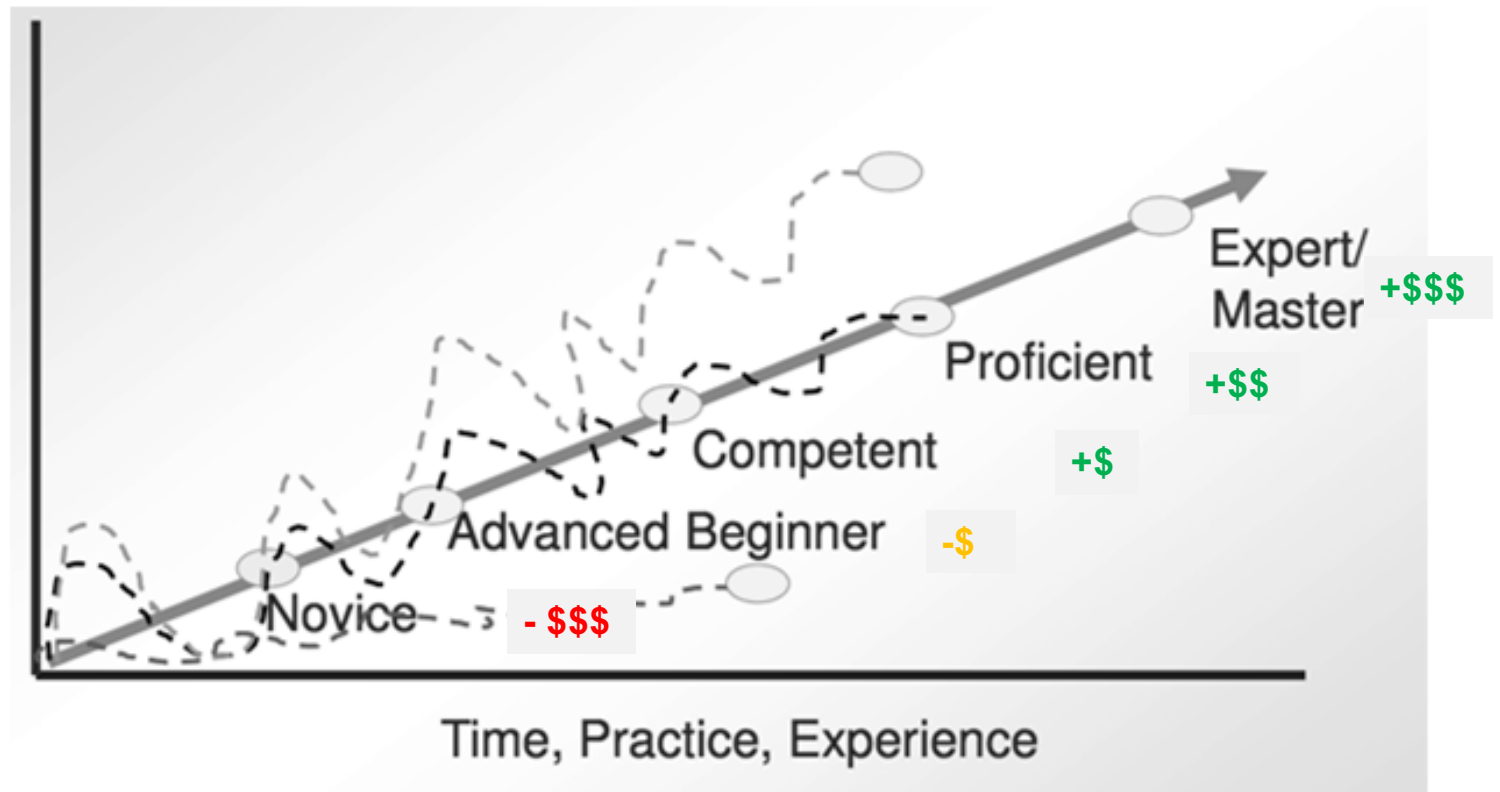 Expert/
Master +$$$
Proficient +$$
Competent +$
Advanced Beginner -$
Novice - $$$
Time, Practice, Experience